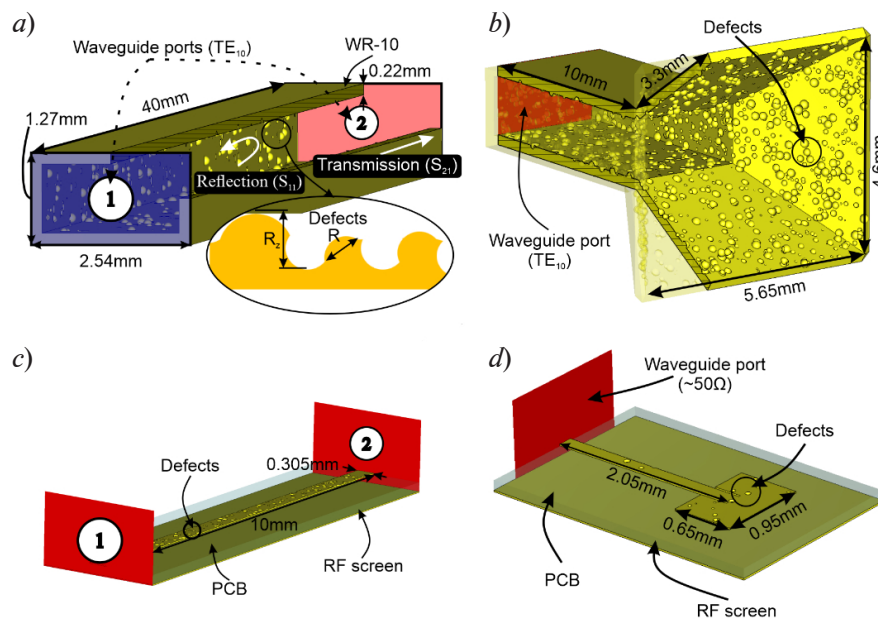 a)
Waveguide ports (TE10)
WR-10
0.22mm
40mm
1.27mm
2
1
Reflection (S11)
Transmission (S21)
Defects
Rz
R
2.54mm
b)
Defects
10mm
3.3mm
4.6mm
Waveguide port
(TE10)
5.65mm
c)
2
0.305mm
Defects
10mm
1
PCB
RF screen
d)
Waveguide port
(~50Ω)
Defects
2.05mm
0.65mm
0.95mm
PCB
RF screen